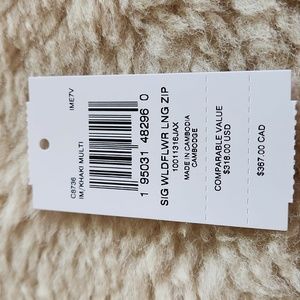 IME7V
C8736
IM/KHAKI MULTI
1 95031 48296 0
SIG WLDFLWR LNG ZIP
10011316JAX
MADE IN CAMBODIA
CAMBODGE
COMPARABLE VALUE
$318.00 USD
$367.00 CAD